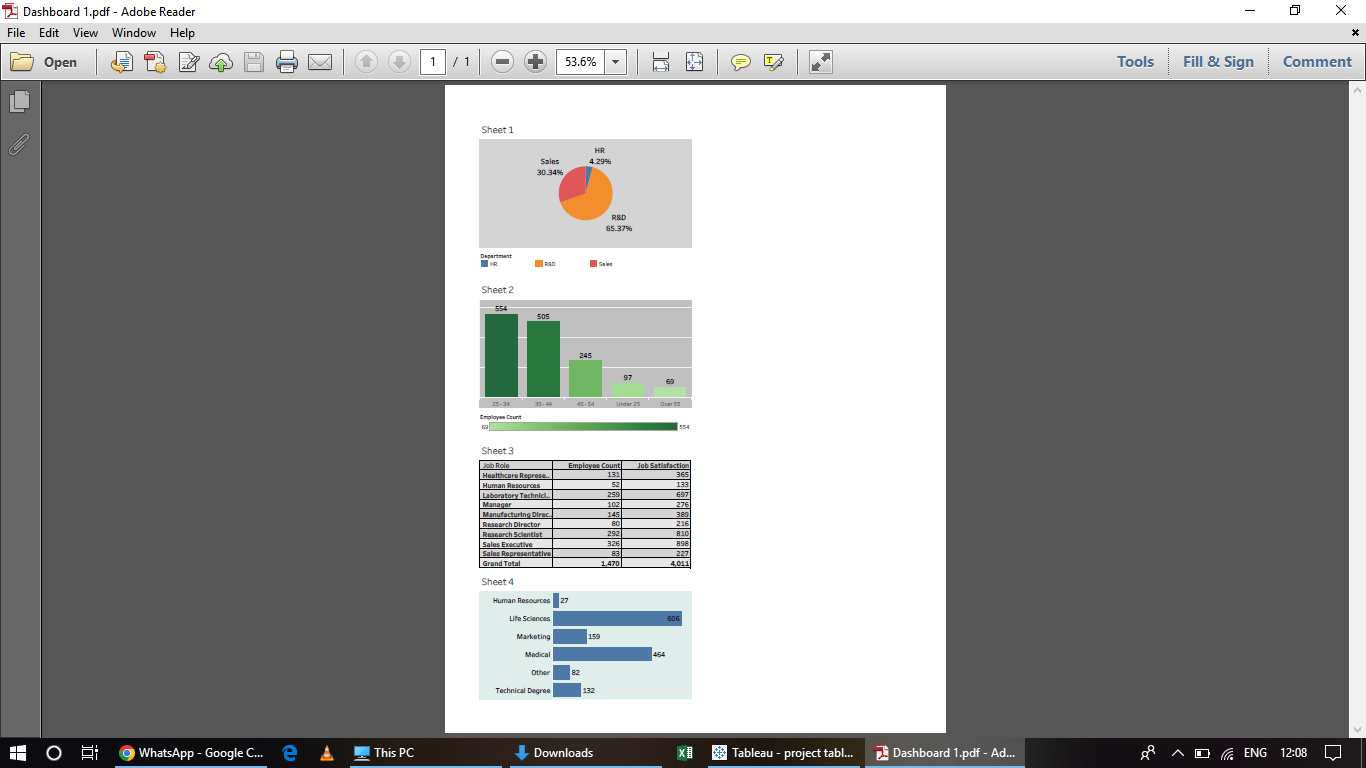 Dashboard 1.pdf - Adobe Reader
File Edit View Window Help
Open 1 / 1 53.6% Tools Fill & Sign Comment
Sheet 1
HR
4.29%
Sales
30.34%
R&D
65.37%
Department
HR R&D Sales
Sheet 2
554 505 245 97 69
25 - 34 35 - 44 45 - 54 Under 25 Over 55
Employee Count
69 554
Sheet 3
Job Role Employee Count Job Satisfaction
Healthcare Represe.. 131 365
Human Resources 52 133
Laboratory Technici.. 259 697
Manager 102 276
Manufacturing Direc.. 145 389
Research Director 80 216
Research Scientist 292 810
Sales Executive 326 898
Sales Representative 83 227
Grand Total 1,470 4,011
Sheet 4
Human Resources 27
Life Sciences 606
Marketing 159
Medical 464
Other 82
Technical Degree 132
WhatsApp - Google C... This PC Downloads Tableau - project tabl... Dashboard 1.pdf - Ad... ENG 12:08